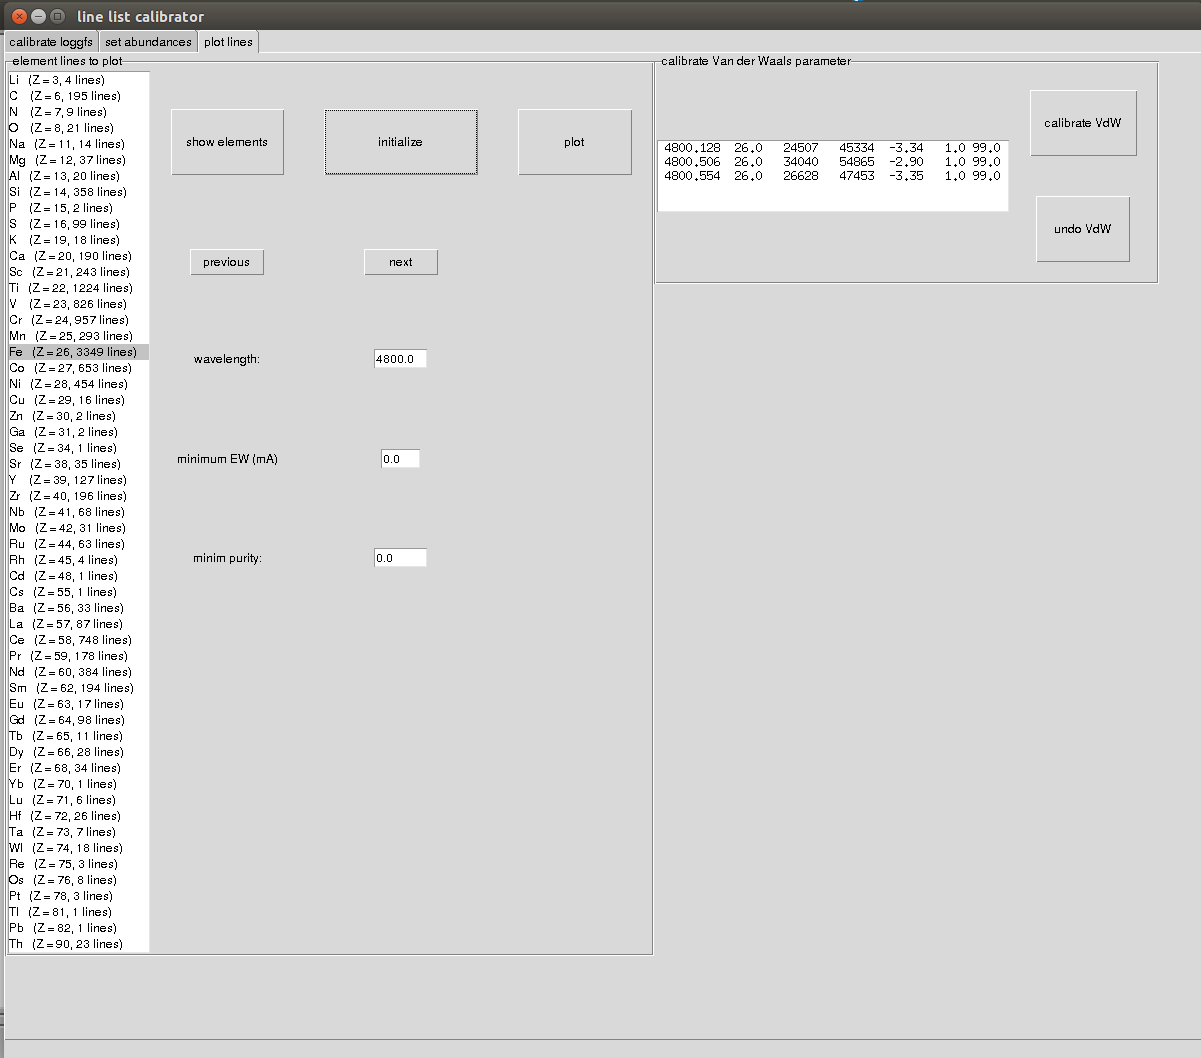 line list calibrator
calibrate loggfs set abundances plot lines
element lines to plot
Li (Z = 3, 4 lines)
C (Z = 6, 195 lines)
N (Z = 7, 9 lines)
O (Z = 8, 21 lines)
Na (Z = 11, 14 lines)
Mg (Z = 12, 37 lines)
Al (Z = 13, 20 lines)
Si (Z = 14, 358 lines)
P (Z = 15, 2 lines)
S (Z = 16, 99 lines)
K (Z = 19, 18 lines)
Ca (Z = 20, 190 lines)
Sc (Z = 21, 243 lines)
Ti (Z = 22, 1224 lines)
V (Z = 23, 826 lines)
Cr (Z = 24, 957 lines)
Mn (Z = 25, 293 lines)
Fe (Z = 26, 3349 lines)
Co (Z = 27, 653 lines)
Ni (Z = 28, 454 lines)
Cu (Z = 29, 16 lines)
Zn (Z = 30, 2 lines)
Ga (Z = 31, 2 lines)
Se (Z = 34, 1 lines)
Sr (Z = 38, 35 lines)
Y (Z = 39, 127 lines)
Zr (Z = 40, 196 lines)
Nb (Z = 41, 68 lines)
Mo (Z = 42, 31 lines)
Ru (Z = 44, 63 lines)
Rh (Z = 45, 4 lines)
Cd (Z = 48, 1 lines)
Cs (Z = 55, 1 lines)
Ba (Z = 56, 33 lines)
La (Z = 57, 87 lines)
Ce (Z = 58, 748 lines)
Pr (Z = 59, 178 lines)
Nd (Z = 60, 384 lines)
Sm (Z = 62, 194 lines)
Eu (Z = 63, 17 lines)
Gd (Z = 64, 98 lines)
Tb (Z = 65, 11 lines)
Dy (Z = 66, 28 lines)
Er (Z = 68, 34 lines)
Yb (Z = 70, 1 lines)
Lu (Z = 71, 6 lines)
Hf (Z = 72, 26 lines)
Ta (Z = 73, 7 lines)
Wl (Z = 74, 18 lines)
Re (Z = 75, 3 lines)
Os (Z = 76, 8 lines)
Pt (Z = 78, 3 lines)
Tl (Z = 81, 1 lines)
Pb (Z = 82, 1 lines)
Th (Z = 90, 23 lines)
show elements initialize plot
previous next
wavelength: 4800.0
minimum EW (mA) 0.0
minim purity: 0.0
calibrate Van der Waals parameter
4800.128 26.0 24507 45334 -3.34 1.0 99.0
4800.506 26.0 34040 54865 -2.90 1.0 99.0
4800.554 26.0 26628 47453 -3.35 1.0 99.0
calibrate VdW
undo VdW